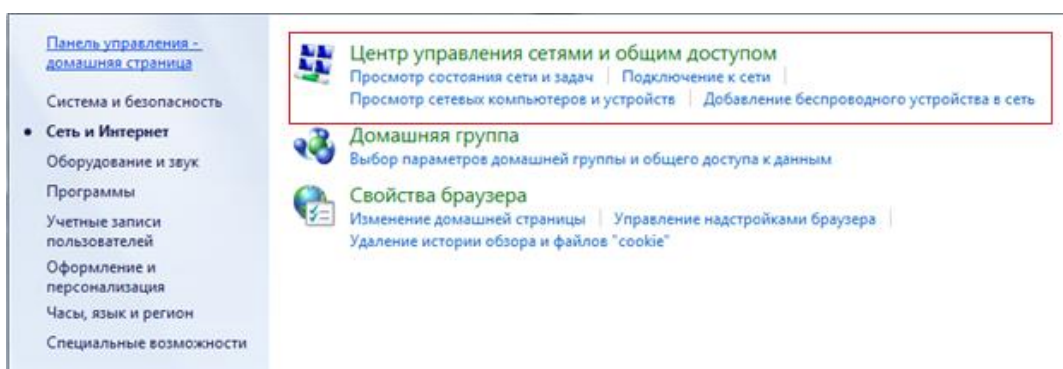 Панель управления -
домашняя страница
Система и безопасность
Сеть и Интернет
Оборудование и звук
Программы
Учетные записи
пользователей
Оформление и
персонализация
Часы, язык и регион
Специальные возможности
Центр управления сетями и общим доступом
Просмотр состояния сети и задач
Подключение к сети
Просмотр сетевых компьютеров и устройств
Добавление беспроводного устройства в сеть
Домашняя группа
Выбор параметров домашней группы и общего доступа к данным
Свойства браузера
Изменение домашней страницы
Управление надстройками браузера
Удаление истории обзора и файлов "cookie"